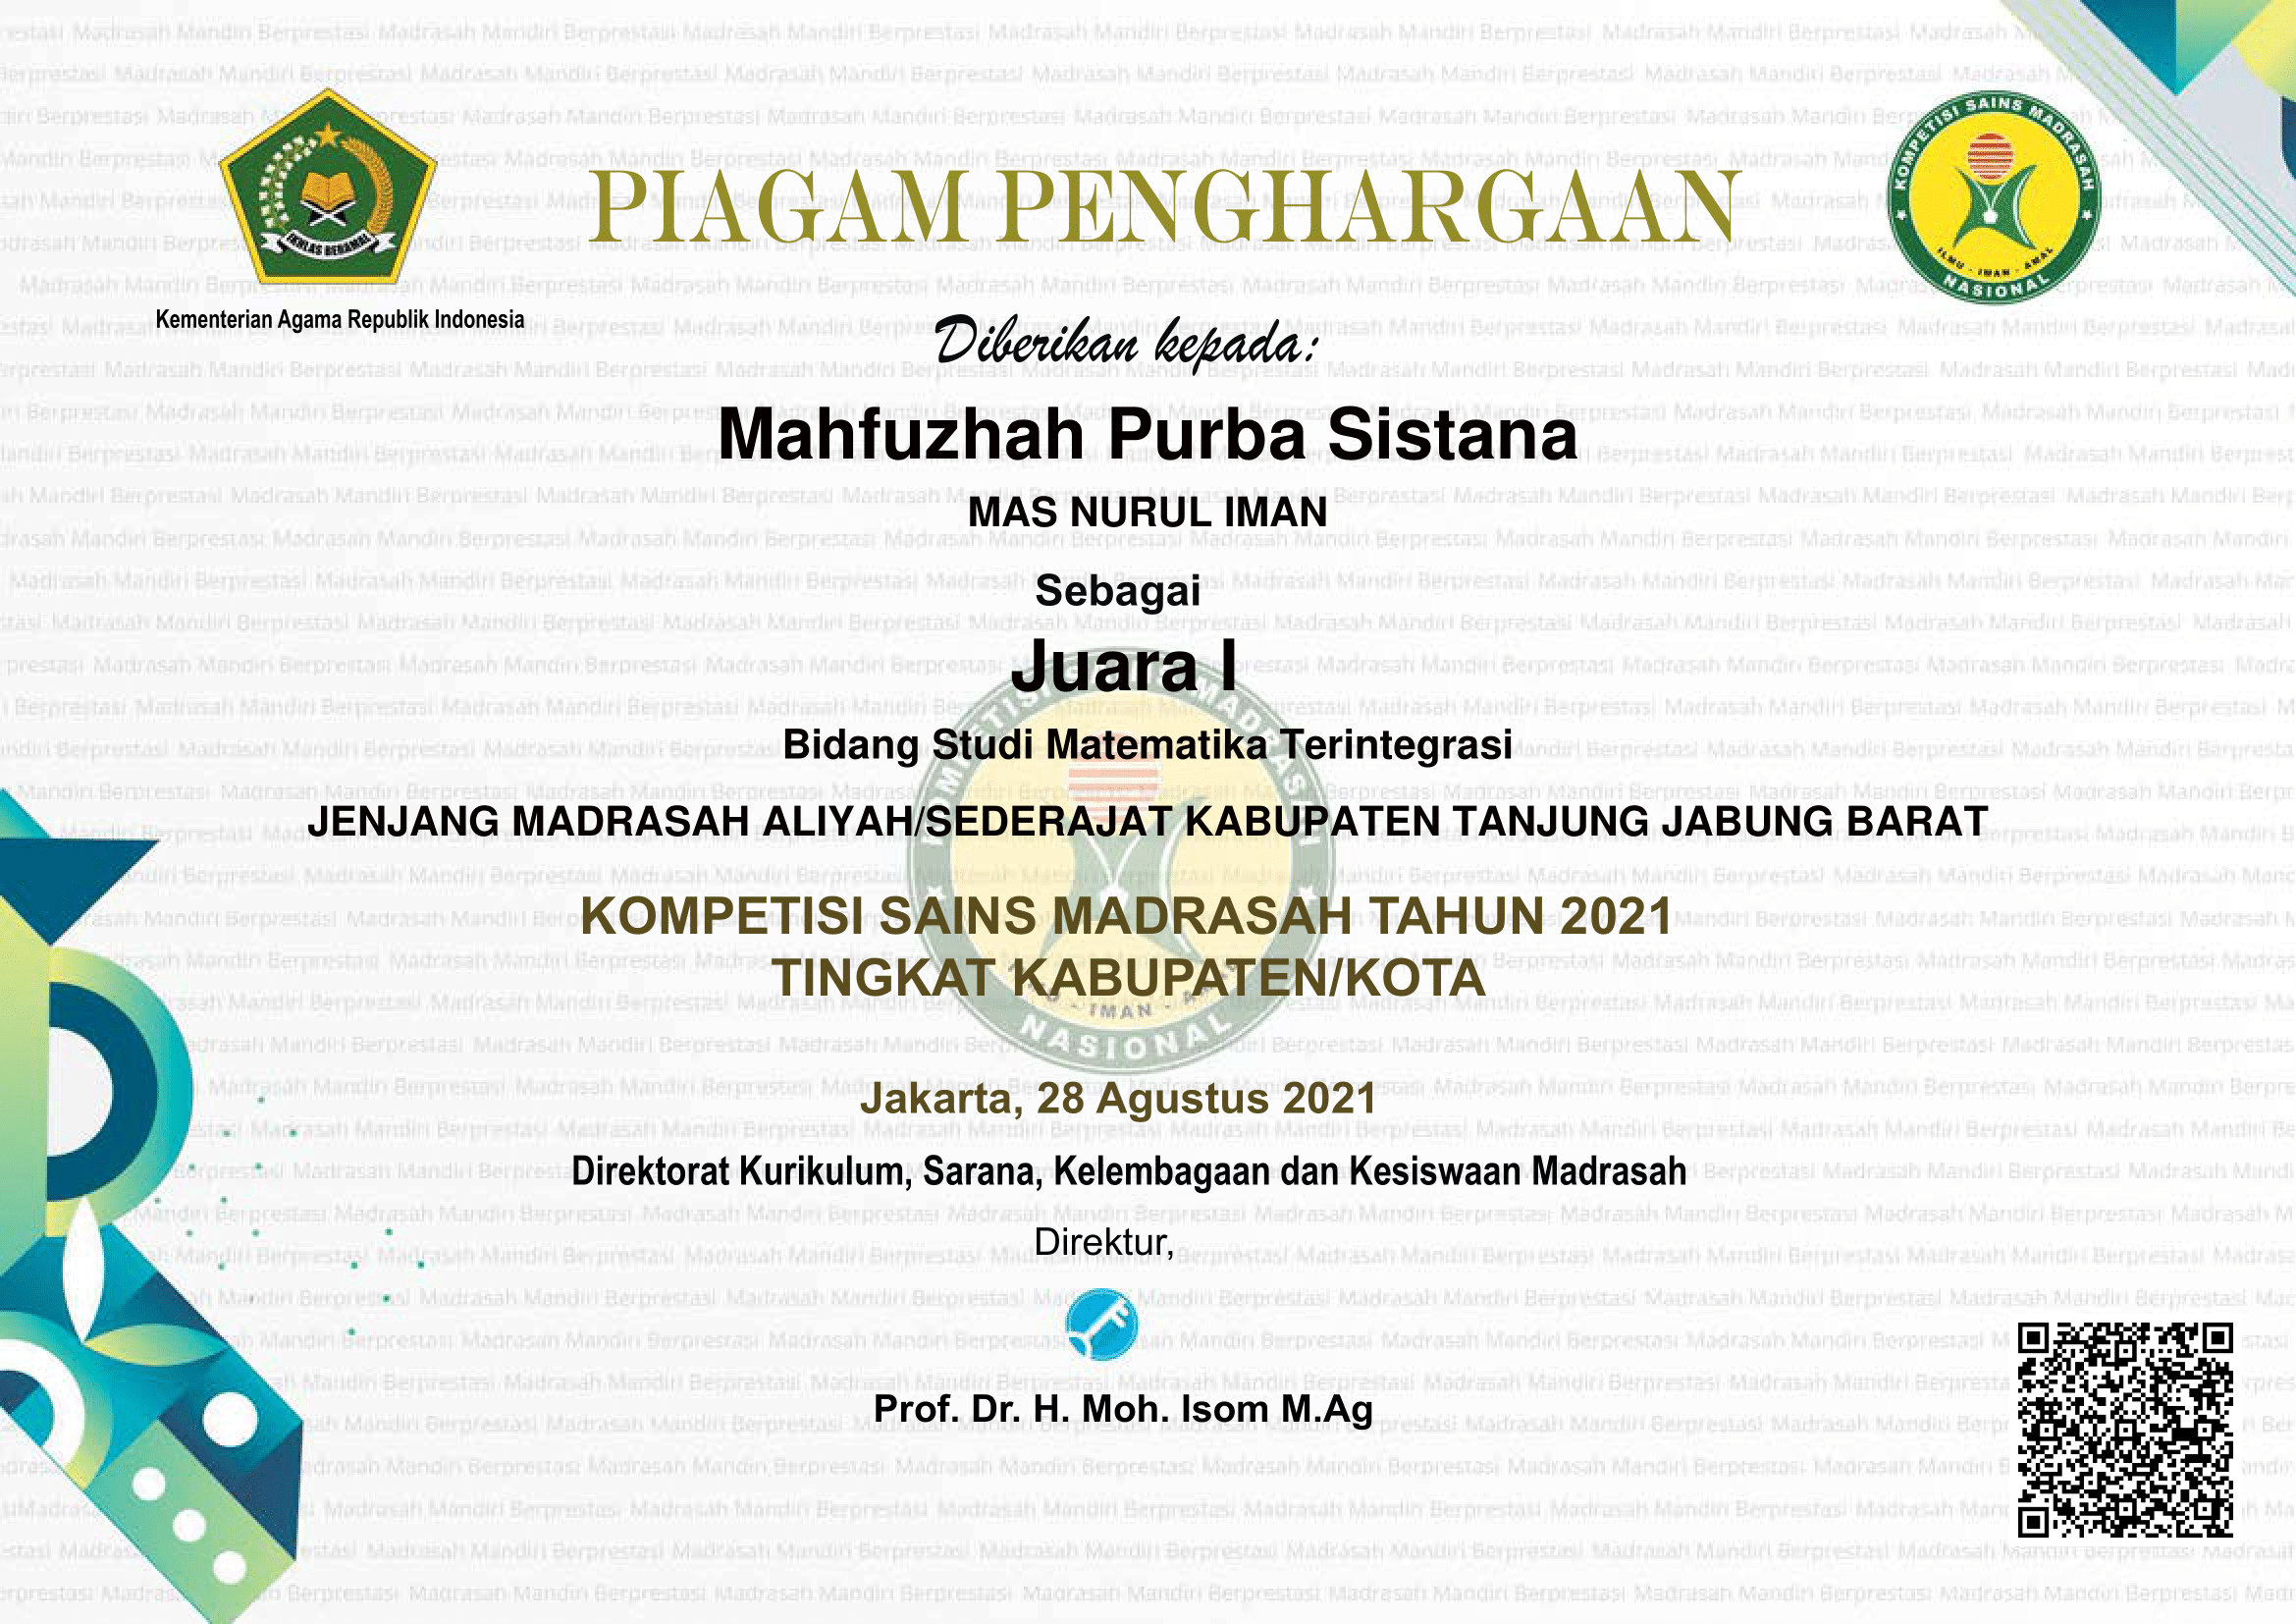 PIAGAM PENGHARGAAN
IKHLAS BERAMAL
KOMPETISI SAINS MADRASAH
ILMU - IMAN - AMAL
NASIONAL
Kementerian Agama Republik Indonesia
Diberikan kepada:
Mahfuzhah Purba Sistana
MAS NURUL IMAN
Sebagai
Juara I
Bidang Studi Matematika Terintegrasi
JENJANG MADRASAH ALIYAH/SEDERAJAT KABUPATEN TANJUNG JABUNG BARAT
KOMPETISI SAINS MADRASAH TAHUN 2021
TINGKAT KABUPATEN/KOTA
Jakarta, 28 Agustus 2021
Direktorat Kurikulum, Sarana, Kelembagaan dan Kesiswaan Madrasah
Direktur,
Prof. Dr. H. Moh. Isom M.Ag